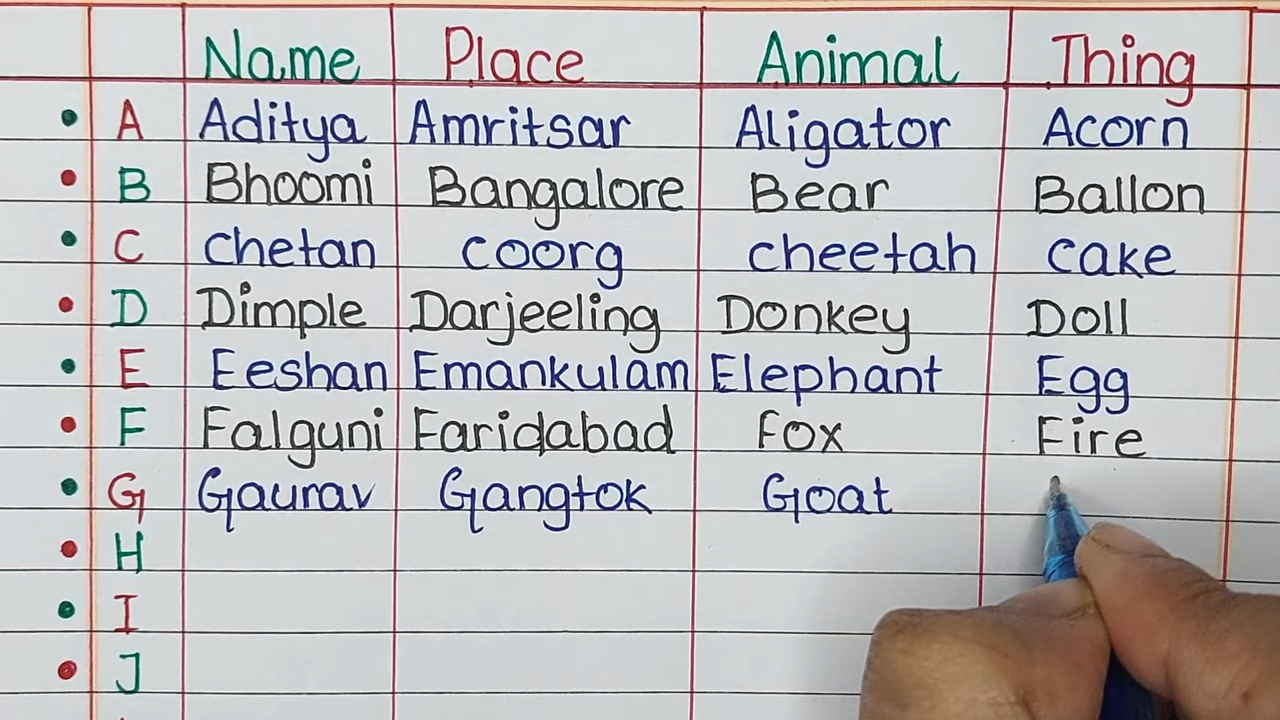 Name Place Animal Thing
A Aditya Amritsar Aligator Acorn
B Bhoomi Bangalore Bear Ballon
C Chetan Coorg Cheetah Cake
D Dimple Darjeeling Donkey Doll
E Eeshan Emankulam Elephant Egg
F Falguni Faridabad Fox Fire
G Gaurav Gangtok Goat
H
I
J